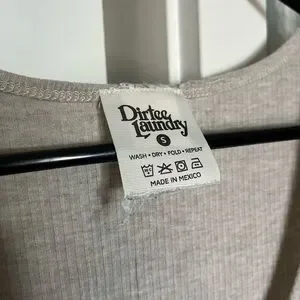 Dirtee
Laundry
S
WASH • DRY • FOLD • REPEAT
MADE IN MEXICO